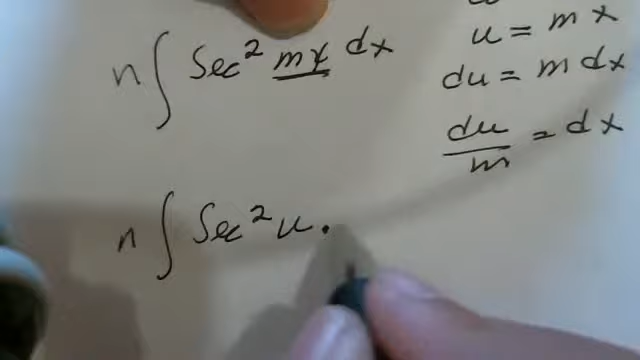 n∫ Sec² mx dx
u = mx
du = m dx
du/m = dx
n∫ Sec² u.